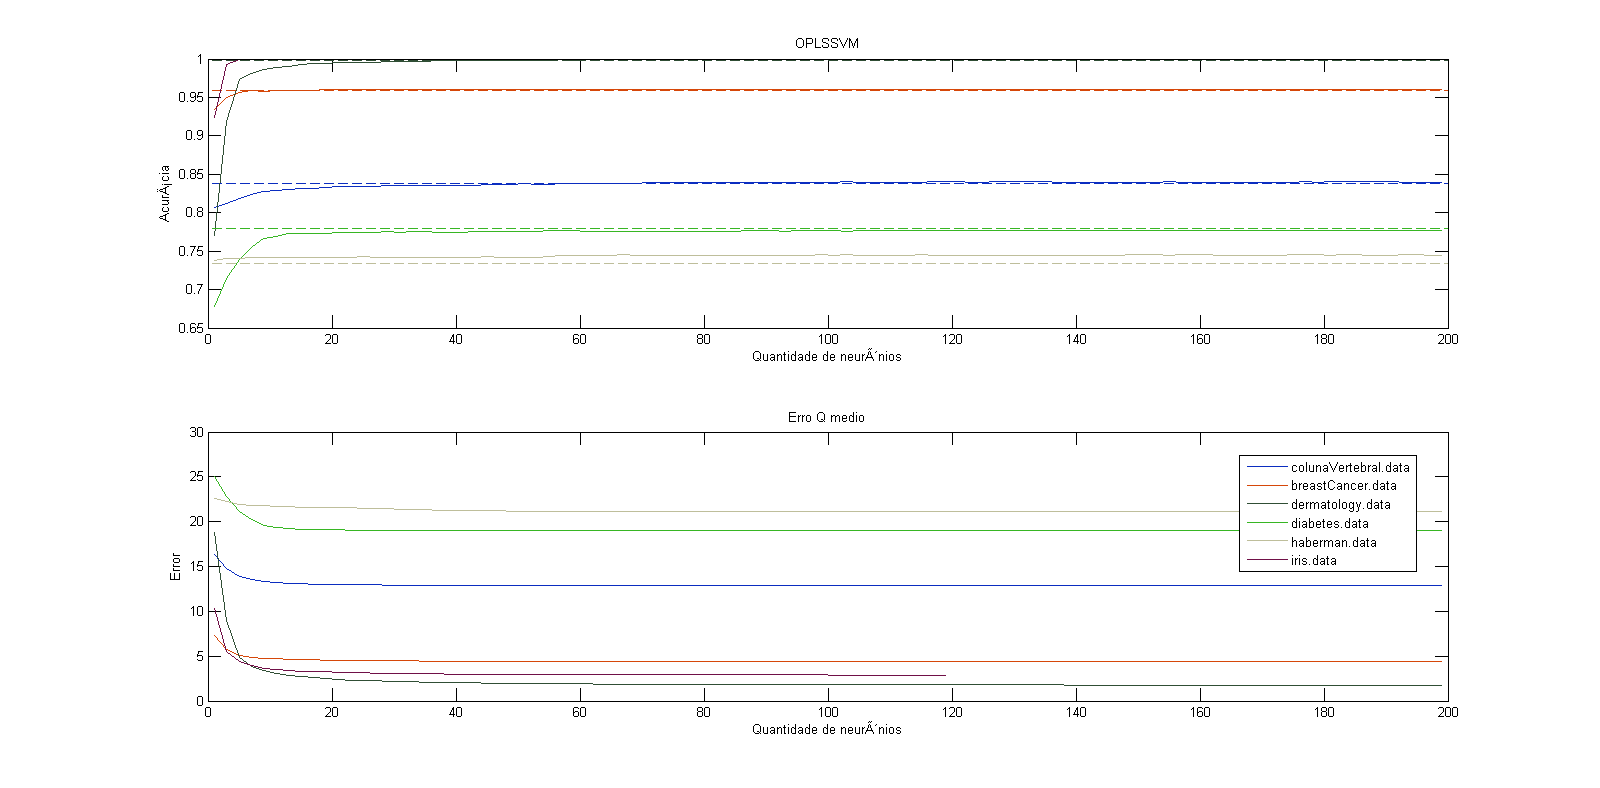 OPLSSVM
1
0.95
0.9
0.85
0.8
0.75
0.7
0.65
AcurÃ¡cia
0 20 40 60 80 100 120 140 160 180 200
Quantidade de neurÃ´nios
Erro Q medio
30
25
20
15
10
5
0
Error
colunaVertebral.data
breastCancer.data
dermatology.data
diabetes.data
haberman.data
iris.data
0 20 40 60 80 100 120 140 160 180 200
Quantidade de neurÃ´nios